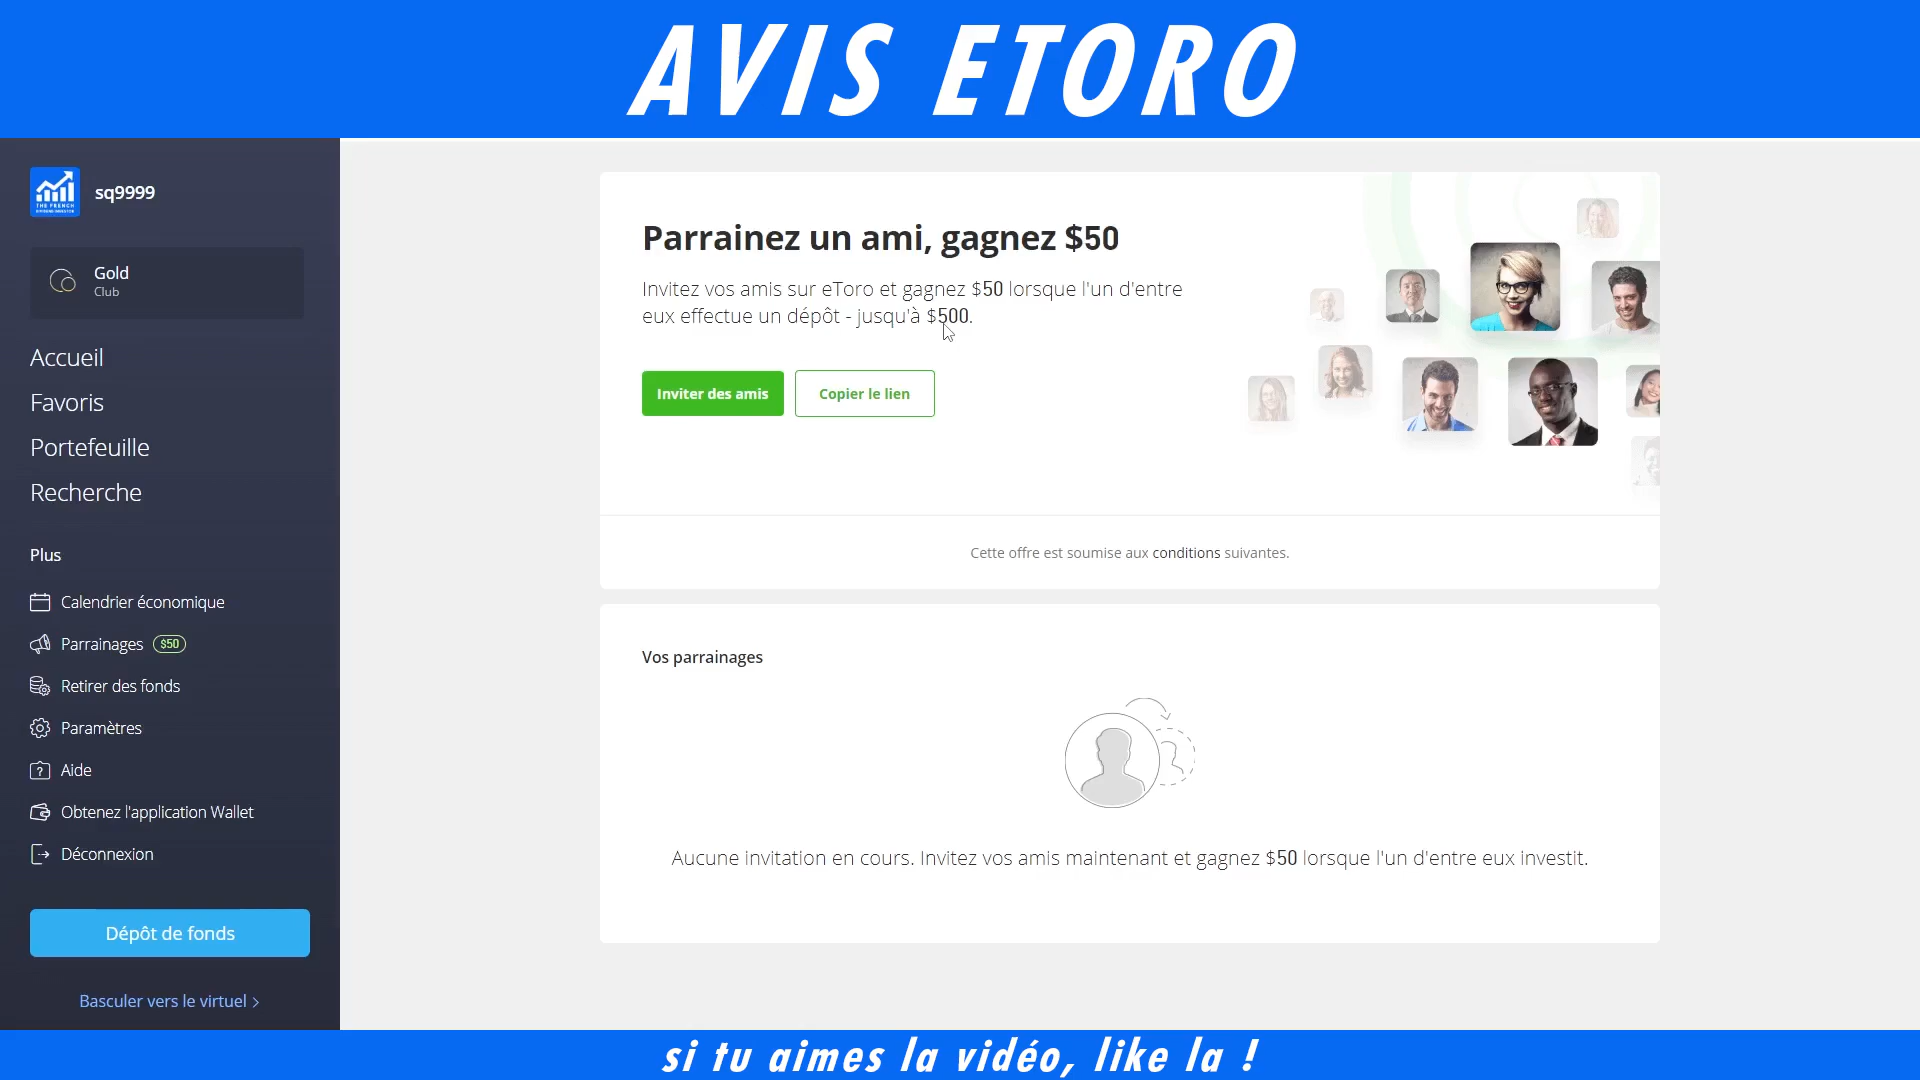 AVIS ETORO
THE FRENCH
sq9999
Gold
Club
Accueil
Favoris
Portefeuille
Recherche
Plus
Calendrier économique
Parrainages $50
Retirer des fonds
Paramètres
Aide
Obtenez l'application Wallet
Déconnexion
Dépôt de fonds
Basculer vers le virtuel >
Parrainez un ami, gagnez $50
Invitez vos amis sur eToro et gagnez $50 lorsque l'un d'entre
eux effectue un dépôt - jusqu'à $500.
Inviter des amis
Copier le lien
Cette offre est soumise aux conditions suivantes.
Vos parrainages
Aucune invitation en cours. Invitez vos amis maintenant et gagnez $50 lorsque l'un d'entre eux investit.
si tu aimes la vidéo, like la !